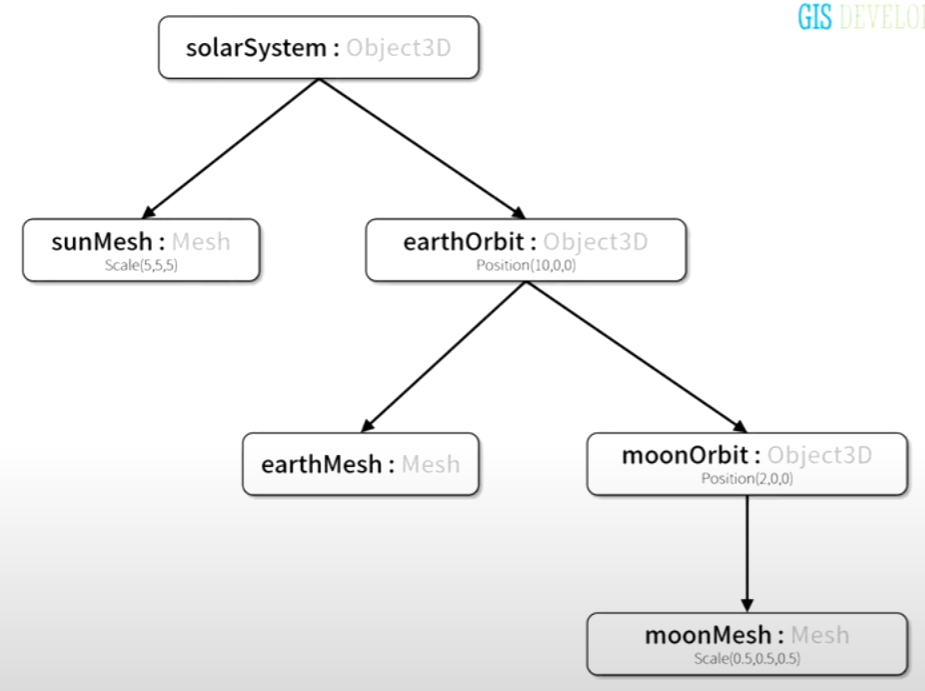 GIS
solarSystem : Object3D
sunMesh : Mesh
Scale(5,5,5)
earthOrbit : Object3D
Position(10,0,0)
earthMesh : Mesh
moonOrbit : Object3D
Position(2,0,0)
moonMesh : Mesh
Scale(0.5,0.5,0.5)